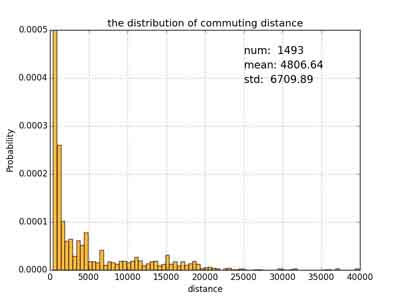 the distribution of commuting distance
0.0005
num: 1493
mean: 4806.64
std: 6709.89
0.0004
0.0003
Probability
0.0002
0.0001
0.0000
0 5000 10000 15000 20000 25000 30000 35000 40000
distance